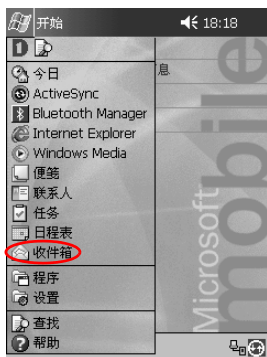 开始 18:18
今日
息
ActiveSync
Bluetooth Manager
Internet Explorer
Windows Media
便笺
联系人
任务
日程表
收件箱
程序
设置
查找
帮助
Microsoft
mobile